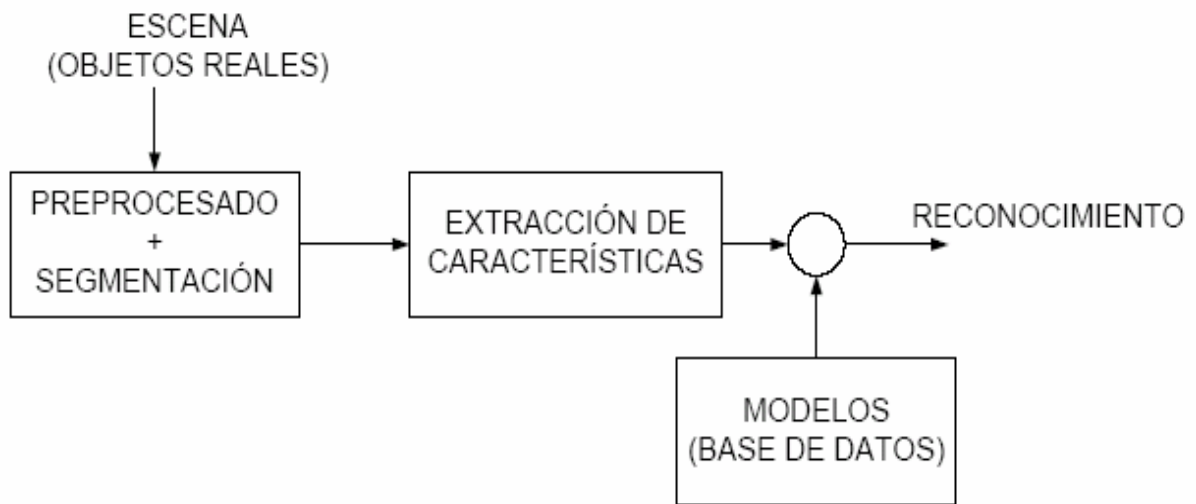 ESCENA
(OBJETOS REALES)
PREPROCESADO
+
SEGMENTACIÓN
EXTRACCIÓN DE
CARACTERÍSTICAS
RECONOCIMIENTO
MODELOS
(BASE DE DATOS)